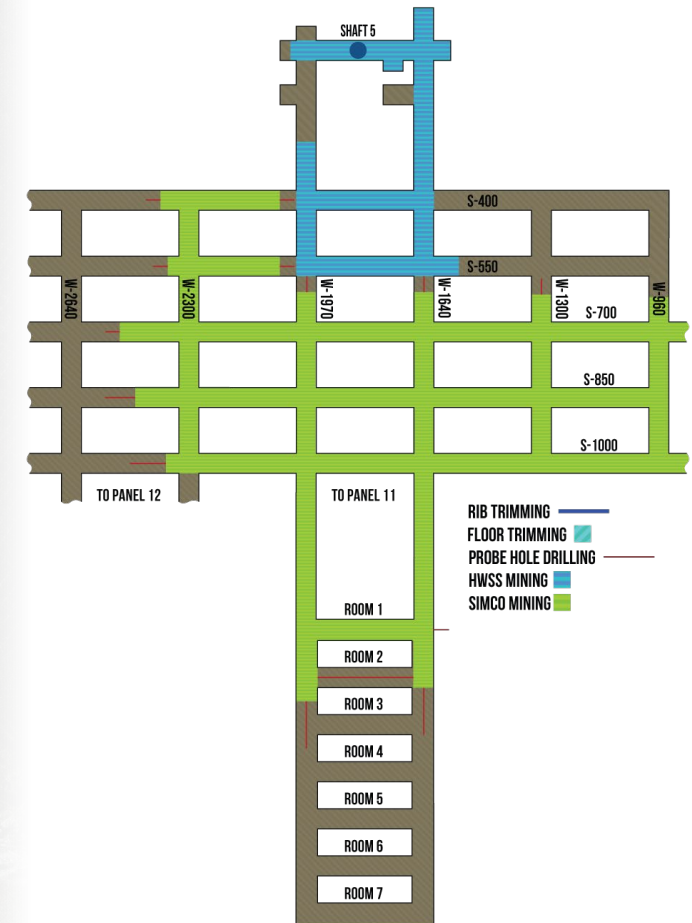 SHAFT 5
S-400
S-550
W-2640
W-2300
W-1970
W-1640
W-1300
W-960
S-700
S-850
S-1000
TO PANEL 12
TO PANEL 11
RIB TRIMMING
FLOOR TRIMMING
PROBE HOLE DRILLING
HWSS MINING
SIMCO MINING
ROOM 1
ROOM 2
ROOM 3
ROOM 4
ROOM 5
ROOM 6
ROOM 7